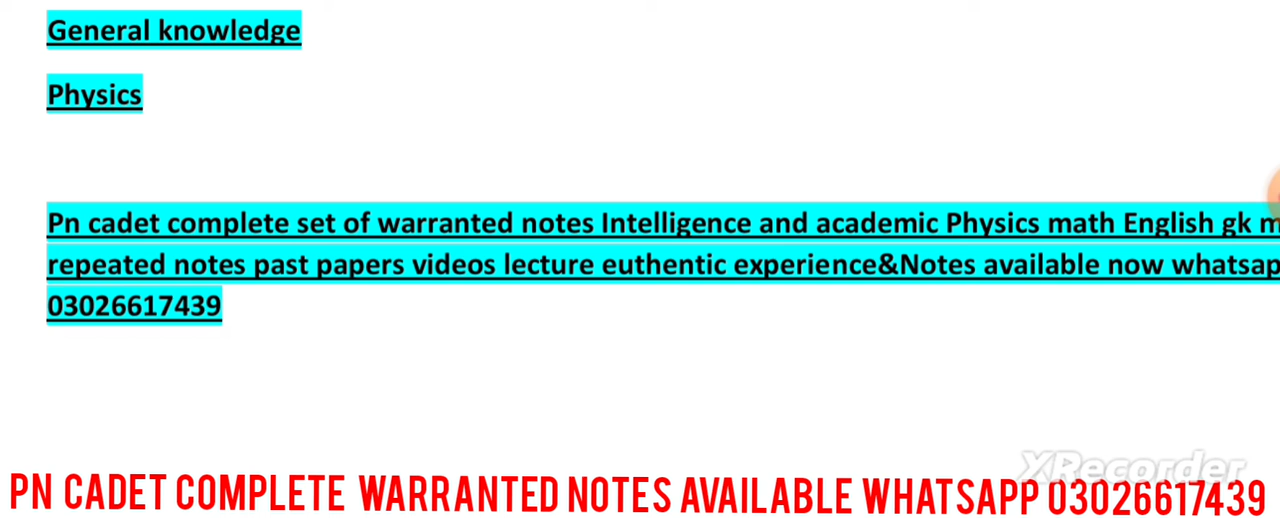 General knowledge
Physics
Pn cadet complete set of warranted notes Intelligence and academic Physics math English gk m
repeated notes past papers videos lecture euthentic experience&Notes available now whatsap
03026617439
XRecorder
PN CADET COMPLETE WARRANTED NOTES AVAILABLE WHATSAPP 03026617439